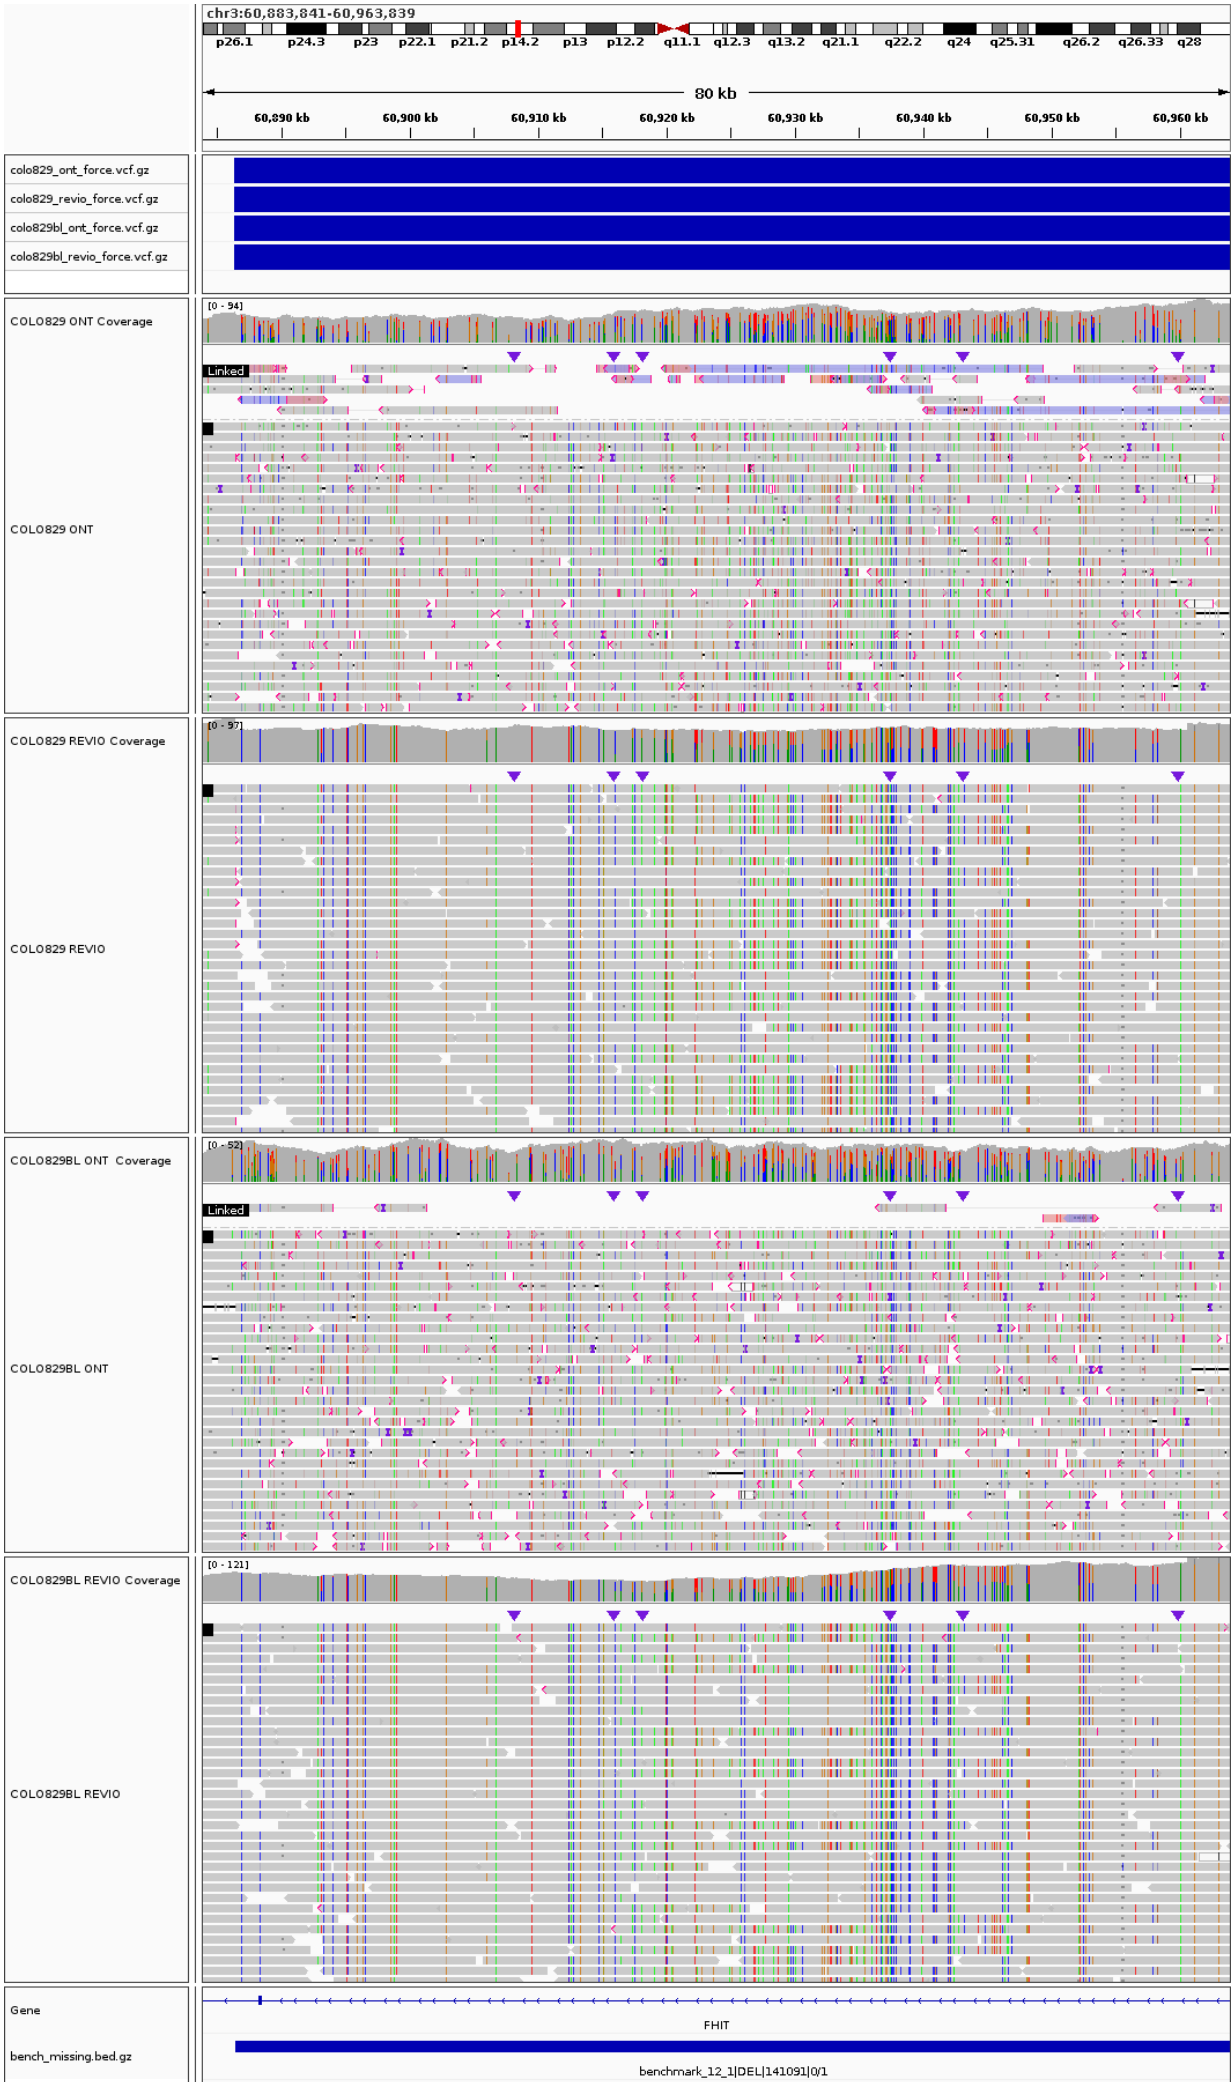 chr3:60,883,841-60,963,839
p26.1 p24.3 p23 p22.1 p21.2 p14.2 p13 p12.2 q11.1 q12.3 q13.2 q21.1 q22.2 q24 q25.31 q26.2 q26.33 q28
80 kb
60,890 kb 60,900 kb 60,910 kb 60,920 kb 60,930 kb 60,940 kb 60,950 kb 60,960 kb
colo829_ont_force.vcf.gz
colo829_revio_force.vcf.gz
colo829bl_ont_force.vcf.gz
colo829bl_revio_force.vcf.gz
[0 - 94]
COLO829 ONT Coverage
Linked
COLO829 ONT
[0 - 97]
COLO829 REVIO Coverage
COLO829 REVIO
[0 - 52]
COLO829BL ONT Coverage
Linked
COLO829BL ONT
[0 - 121]
COLO829BL REVIO Coverage
COLO829BL REVIO
Gene
FHIT
bench_missing.bed.gz
benchmark_12_1|DEL|141091|0/1